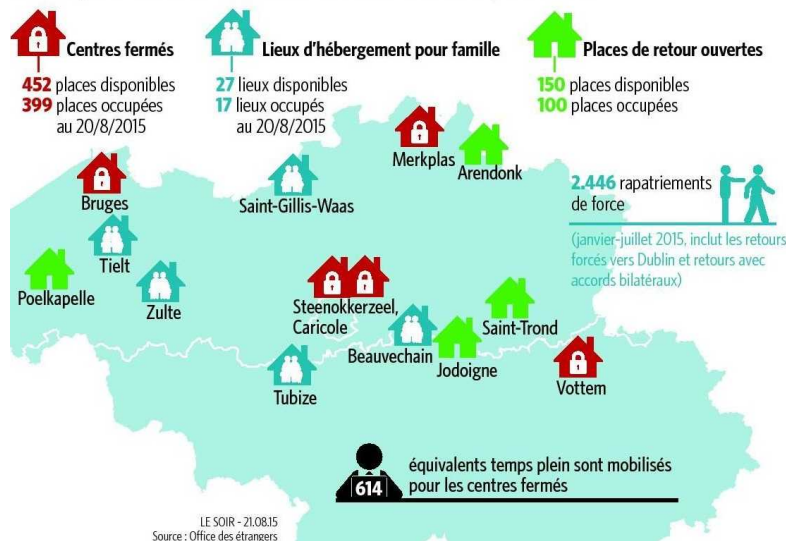 Centres fermés
452 places disponibles
399 places occupées
au 20/8/2015
Lieux d'hébergement pour famille
27 lieux disponibles
17 lieux occupés
au 20/8/2015
Places de retour ouvertes
150 places disponibles
100 places occupées
Merkplas
Arendonk
Bruges
Saint-Gillis-Waas
2.446 rapatriements
de force
(janvier-juillet 2015, inclut les retours
forcés vers Dublin et retours avec
accords bilatéraux)
Tielt
Poelkapelle
Zulte
Steenokkerzeel,
Caricole
Saint-Trond
Beauvechain
Jodoigne
Tubize
Vottem
614
équivalents temps plein sont mobilisés
pour les centres fermés
LE SOIR - 21.08.15
Source : Office des étrangers